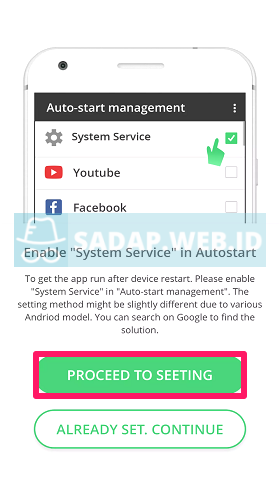 Auto-start management
System Service
Youtube
Facebook
SADAP.WEB.ID
Enable "System Service" in Autostart
To get the app run after device restart. Please enable
"System Service" in "Auto-start management". The
setting method might be slightly different due to various
Andriod model. You can search on Google to find the
solution.
PROCEED TO SEETING
ALREADY SET. CONTINUE